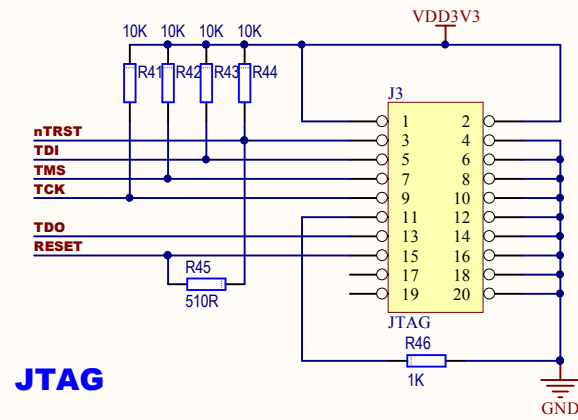 VDD3V3
10K 10K 10K 10K
R41 R42 R43 R44
J3
1 2
nTRST 3 4
TDI 5 6
TMS 7 8
TCK 9 10
11 12
TDO 13 14
RESET 15 16
R45 17 18
510R 19 20
JTAG
R46
1K
JTAG
GND